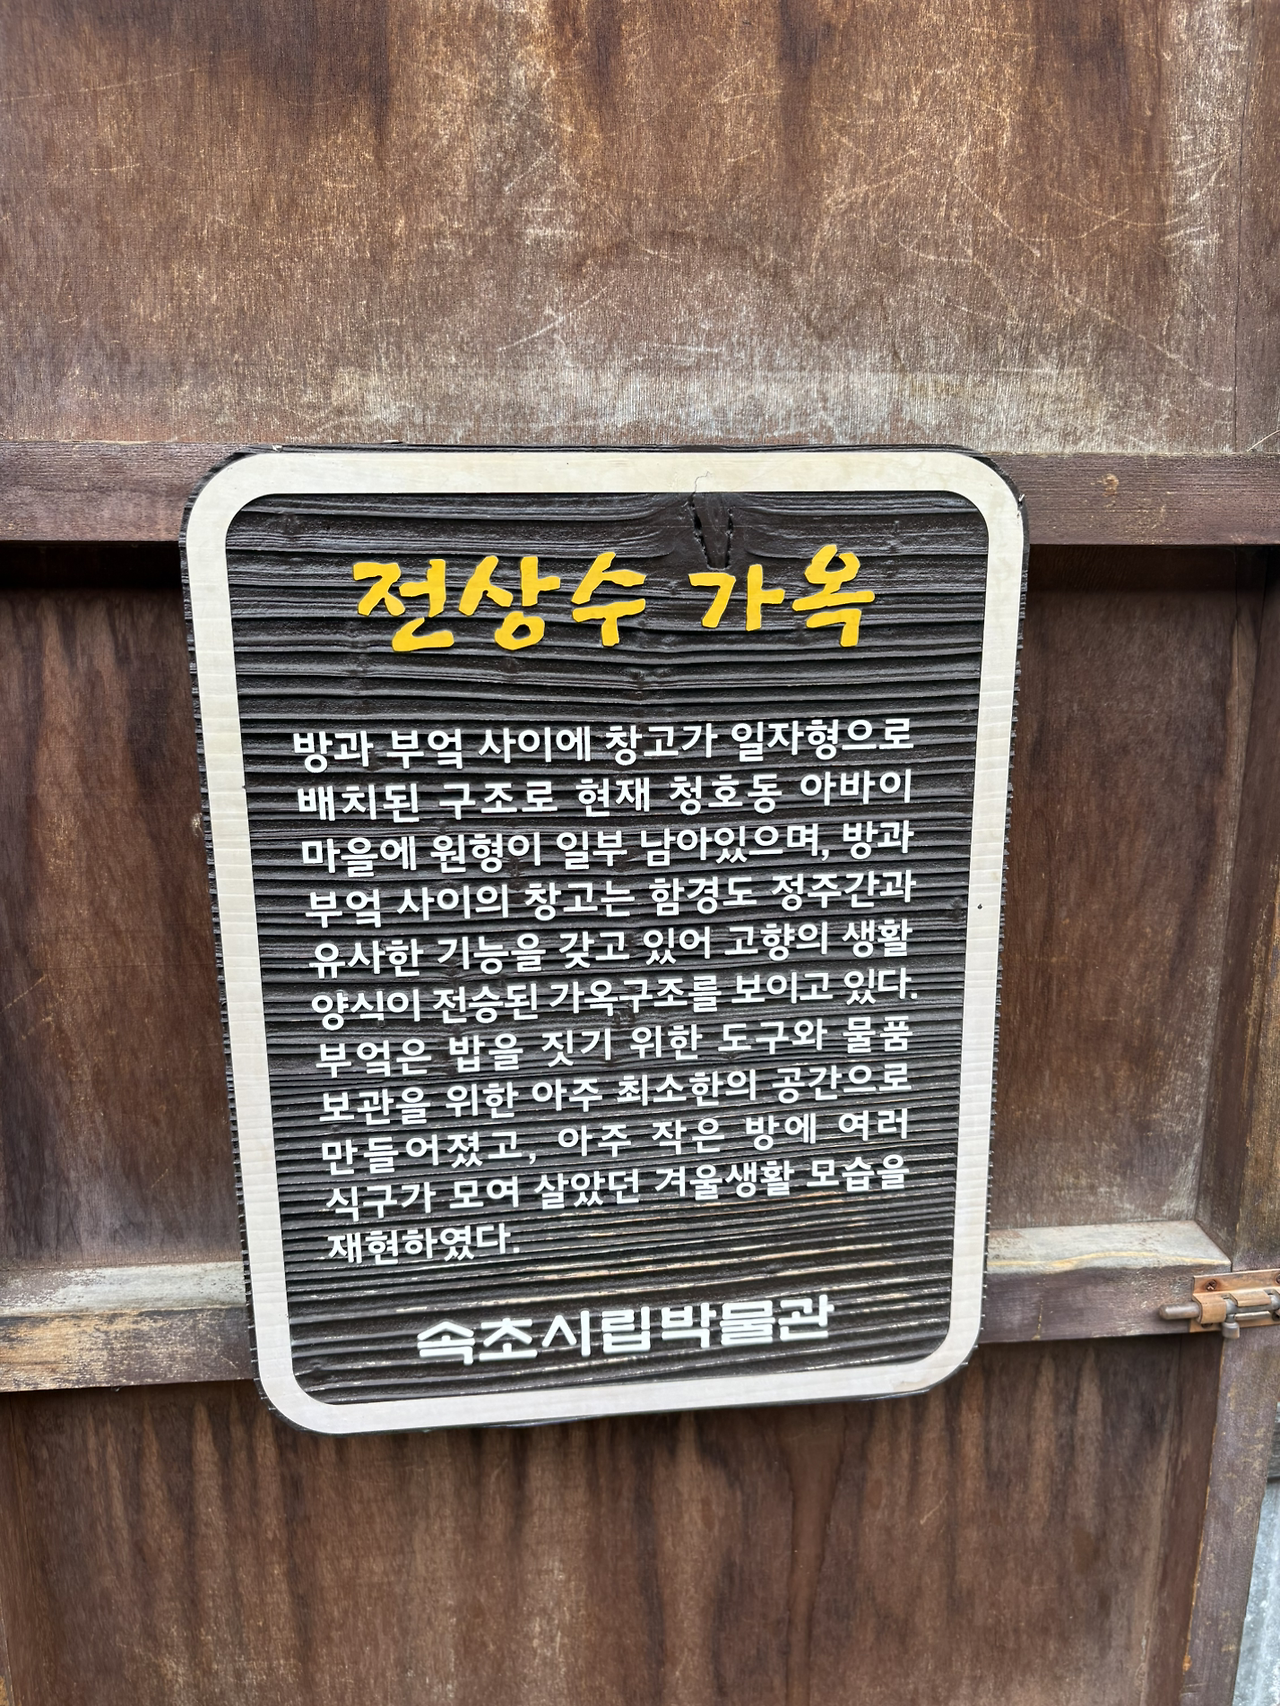 전상수 가옥
방과 부엌 사이에 창고가 일자형으로
배치된 구조로 현재 청호동 아바이
마을에 원형이 일부 남아있으며, 방과
부엌 사이의 창고는 함경도 정주간과
유사한 기능을 갖고 있어 고향의 생활
양식이 전승된 가옥구조를 보이고 있다.
부엌은 밥을 짓기 위한 도구와 물품
보관을 위한 아주 최소한의 공간으로
만들어졌고, 아주 작은 방에 여러
식구가 모여 살았던 겨울생활 모습을
재현하였다.
속초시립박물관